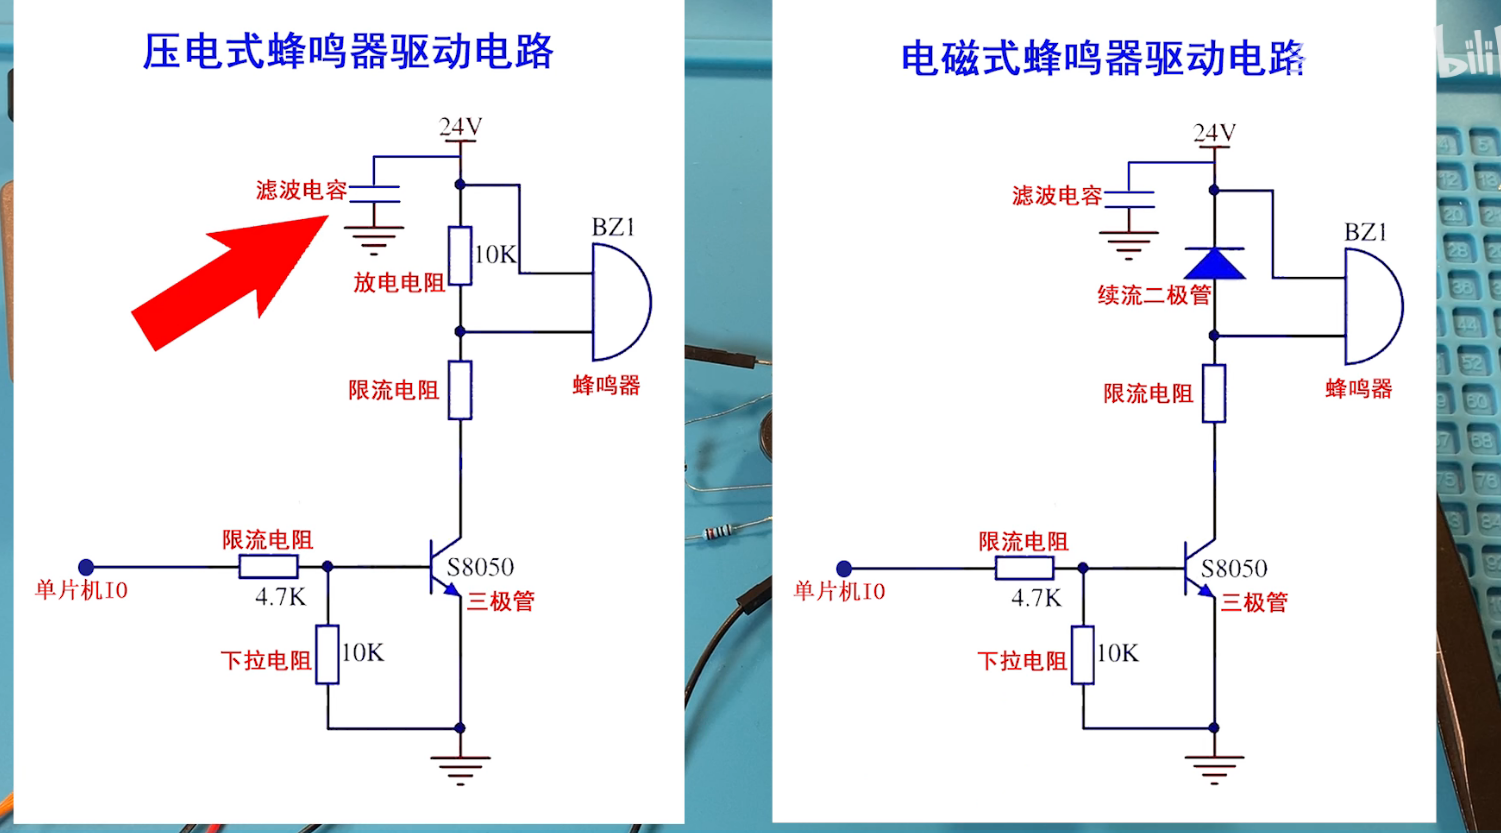 压电式蜂鸣器驱动电路
24V
滤波电容
BZ1
10K
放电电阻
限流电阻
蜂鸣器
限流电阻
S8050
单片机IO
4.7K
三极管
下拉电阻
10K
电磁式蜂鸣器驱动电路
bilibili
24V
滤波电容
BZ1
续流二极管
限流电阻
蜂鸣器
限流电阻
S8050
单片机IO
4.7K
三极管
下拉电阻
10K